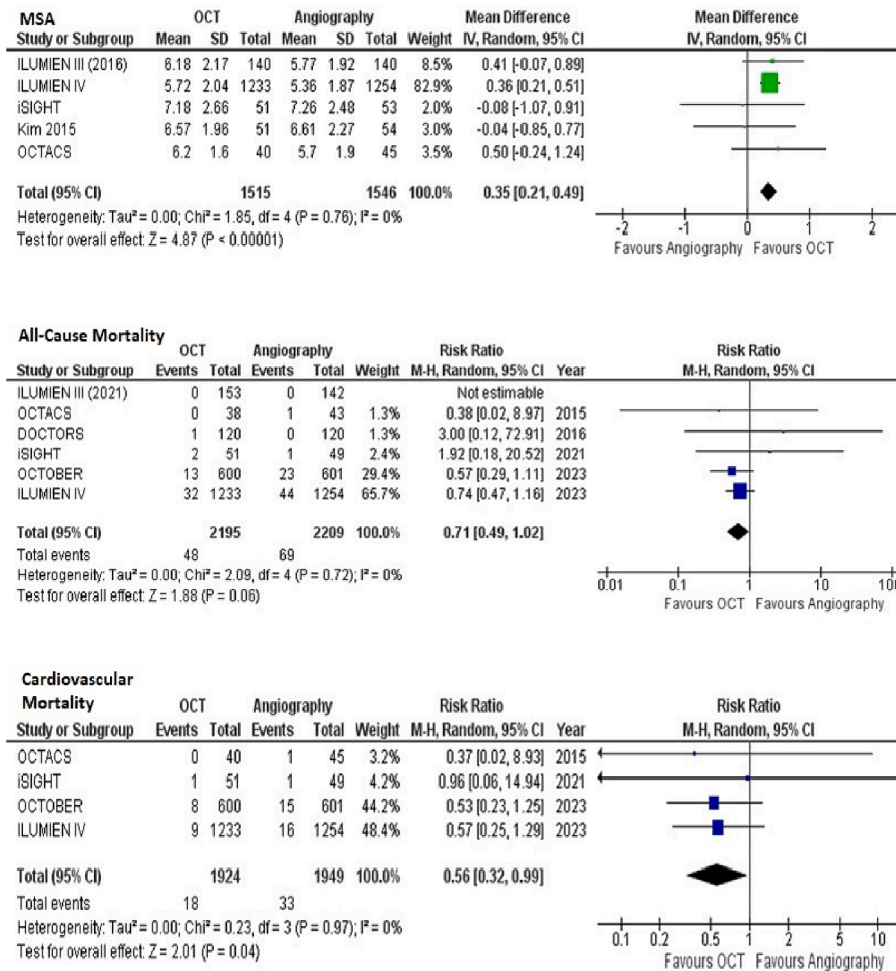 MSA
OCT Angiography Mean Difference Mean Difference
Study or Subgroup Mean SD Total Mean SD Total Weight IV, Random, 95% CI IV, Random, 95% CI
ILUMIEN III (2016) 6.18 2.17 140 5.77 1.92 140 8.5% 0.41 [-0.07, 0.89]
ILUMIEN IV 5.72 2.04 1233 5.36 1.87 1254 82.9% 0.36 [0.21, 0.51]
iSIGHT 7.18 2.66 51 7.26 2.48 53 2.0% -0.08 [-1.07, 0.91]
Kim 2015 6.57 1.96 51 6.61 2.27 54 3.0% -0.04 [-0.85, 0.77]
OCTACS 6.2 1.6 40 5.7 1.9 45 3.5% 0.50 [-0.24, 1.24]
Total (95% CI) 1515 1546 100.0% 0.35 [0.21, 0.49]
Heterogeneity: Tau² = 0.00; Chi² = 1.85, df = 4 (P = 0.76); I² = 0%
Test for overall effect: Z = 4.87 (P < 0.00001)
-2 -1 0 1 2
Favours Angiography Favours OCT
All-Cause Mortality
OCT Angiography Risk Ratio Risk Ratio
Study or Subgroup Events Total Events Total Weight M-H, Random, 95% CI Year M-H, Random, 95% CI
ILUMIEN III (2021) 0 153 0 142 Not estimable
OCTACS 0 38 1 43 1.3% 0.38 [0.02, 8.97] 2015
DOCTORS 1 120 0 120 1.3% 3.00 [0.12, 72.91] 2016
iSIGHT 2 51 1 49 2.4% 1.92 [0.18, 20.52] 2021
OCTOBER 13 600 23 601 29.4% 0.57 [0.29, 1.11] 2023
ILUMIEN IV 32 1233 44 1254 65.7% 0.74 [0.47, 1.16] 2023
Total (95% CI) 2195 2209 100.0% 0.71 [0.49, 1.02]
Total events 48 69
Heterogeneity: Tau² = 0.00; Chi² = 2.09, df = 4 (P = 0.72); I² = 0%
Test for overall effect: Z = 1.88 (P = 0.06)
0.01 0.1 1 10 100
Favours OCT Favours Angiography
Cardiovascular
Mortality
OCT Angiography Risk Ratio Risk Ratio
Study or Subgroup Events Total Events Total Weight M-H, Random, 95% CI Year M-H, Random, 95% CI
OCTACS 0 40 1 45 3.2% 0.37 [0.02, 8.93] 2015
iSIGHT 1 51 1 49 4.2% 0.96 [0.06, 14.94] 2021
OCTOBER 8 600 15 601 44.2% 0.53 [0.23, 1.25] 2023
ILUMIEN IV 9 1233 16 1254 48.4% 0.57 [0.25, 1.29] 2023
Total (95% CI) 1924 1949 100.0% 0.56 [0.32, 0.99]
Total events 18 33
Heterogeneity: Tau² = 0.00; Chi² = 0.23, df = 3 (P = 0.97); I² = 0%
Test for overall effect: Z = 2.01 (P = 0.04)
0.1 0.2 0.5 1 2 5 10
Favours OCT Favours Angiography